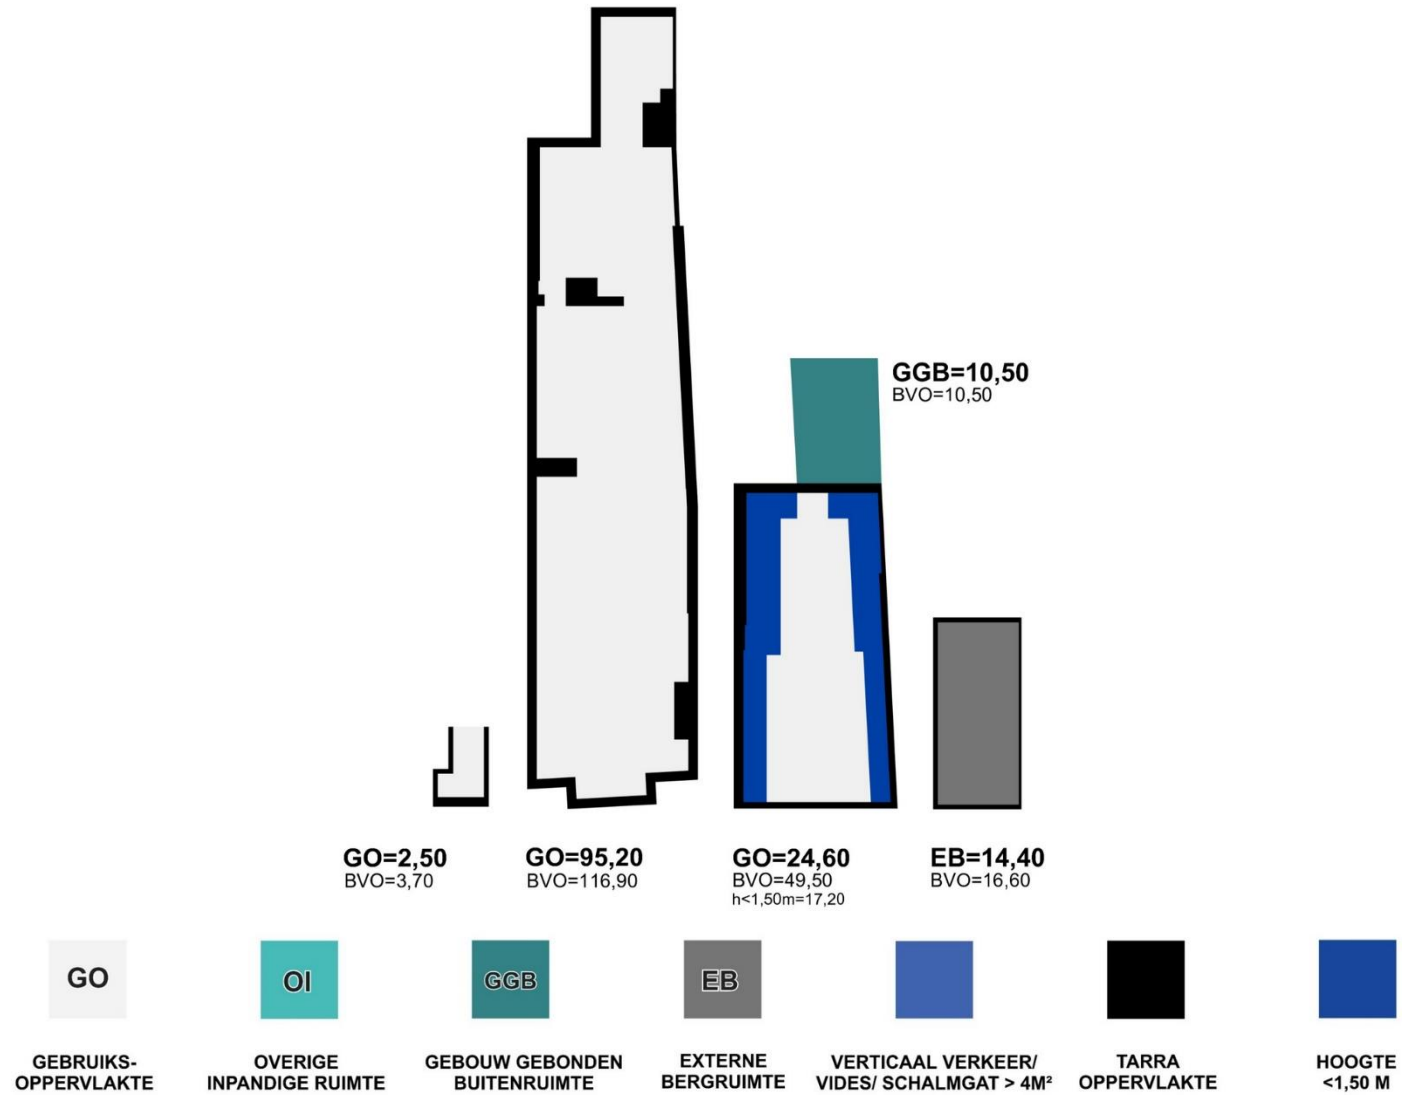 GGB=10,50
BVO=10,50
GO=2,50
BVO=3,70
GO=95,20
BVO=116,90
GO=24,60
BVO=49,50
h<1,50m=17,20
EB=14,40
BVO=16,60
GO
OI
GGB
EB
GEBRUIKS-
OPPERVLAKTE
OVERIGE
INPANDIGE RUIMTE
GEBOUW GEBONDEN
BUITENRUIMTE
EXTERNE
BERGRUIMTE
VERTICAAL VERKEER/
VIDES/ SCHALMGAT > 4M²
TARRA
OPPERVLAKTE
HOOGTE
<1,50 M